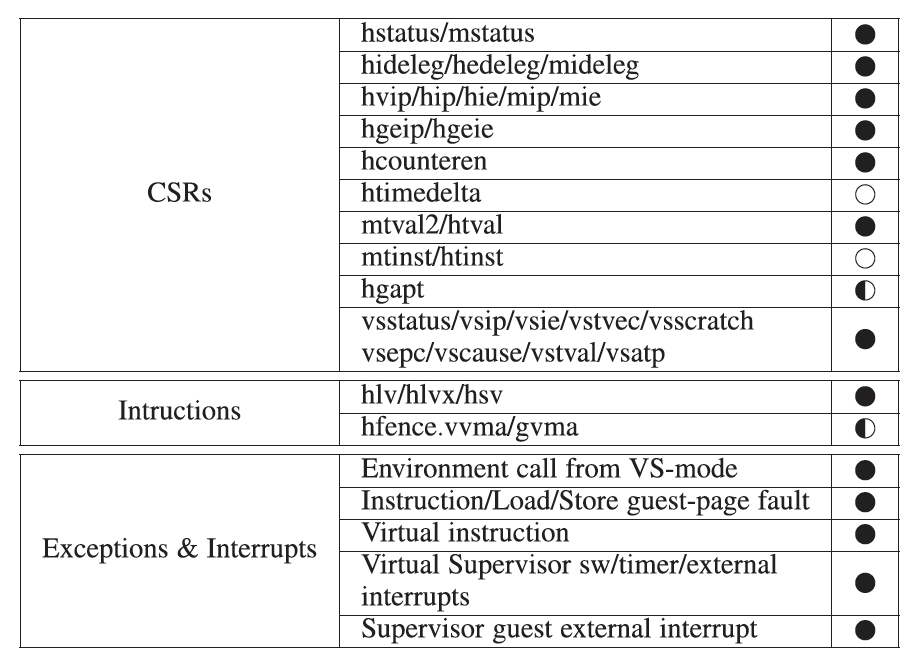 hstatus/mstatus ●
hideleg/hedeleg/mideleg ●
hvip/hip/hie/mip/mie ●
hgeip/hgeie ●
hcounteren ●
CSRs
htimedelta ○
mtval2/htval ●
mtinst/htinst ○
hgapt ◐
vsstatus/vsip/vsie/vstvec/vsscratch
vsepc/vscause/vstval/vsatp ●
Intructions
hlv/hlvx/hsv ●
hfence.vvma/gvma ◐
Exceptions & Interrupts
Environment call from VS-mode ●
Instruction/Load/Store guest-page fault ●
Virtual instruction ●
Virtual Supervisor sw/timer/external
interrupts ●
Supervisor guest external interrupt ●